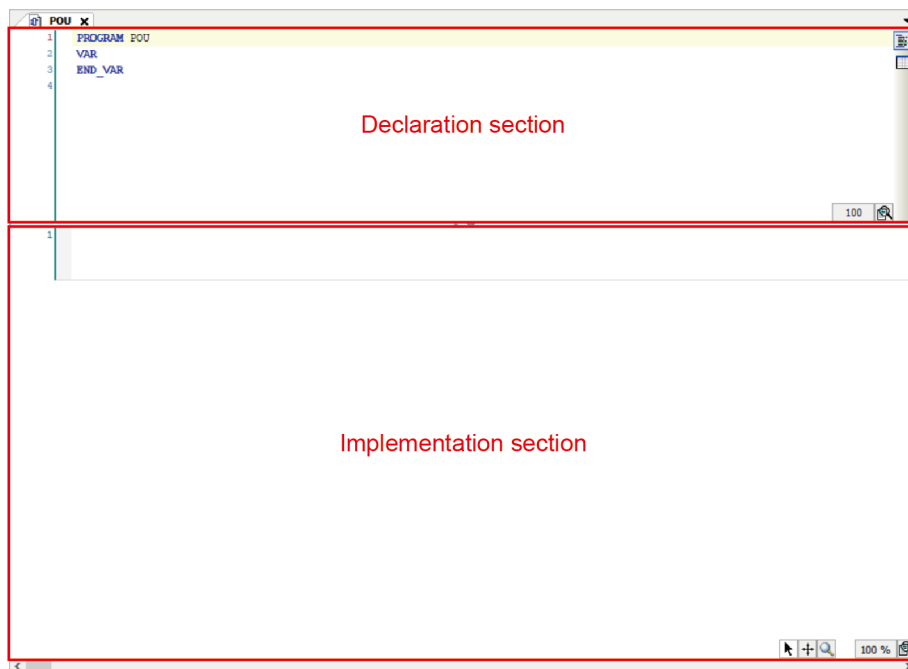 POU
1 PROGRAM POU
2 VAR
3 END_VAR
4
Declaration section
100
1
Implementation section
100 %